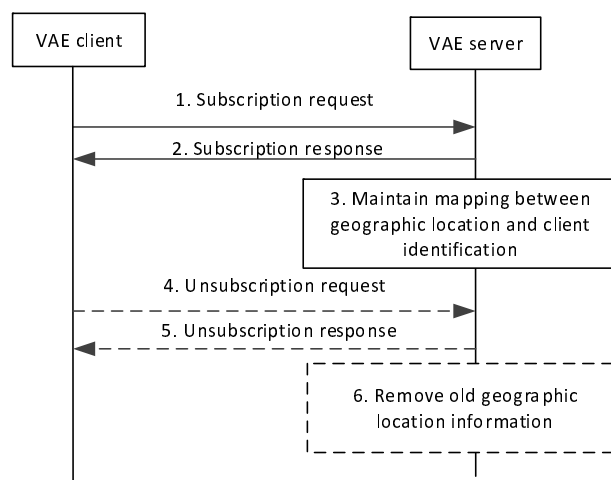 VAE client
VAE server
1. Subscription request
2. Subscription response
3. Maintain mapping between
geographic location and client
identification
4. Unsubscription request
5. Unsubscription response
6. Remove old geographic
location information